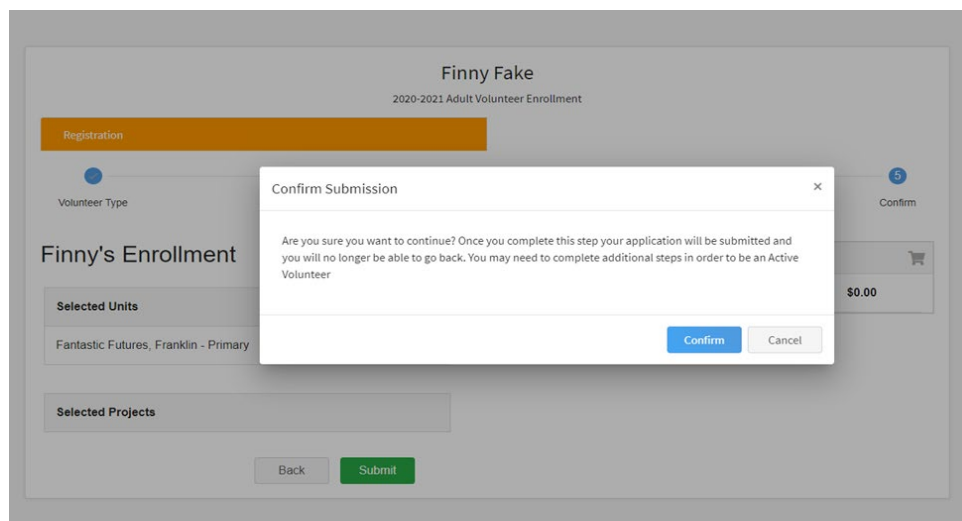 Finny Fake
2020-2021 Adult Volunteer Enrollment
Registration
Volunteer Type
5
Confirm
Confirm Submission
×
Are you sure you want to continue? Once you complete this step your application will be submitted and
you will no longer be able to go back. You may need to complete additional steps in order to be an Active
Volunteer
Confirm
Cancel
Finny's Enrollment
$0.00
Selected Units
Fantastic Futures, Franklin - Primary
Selected Projects
Back
Submit